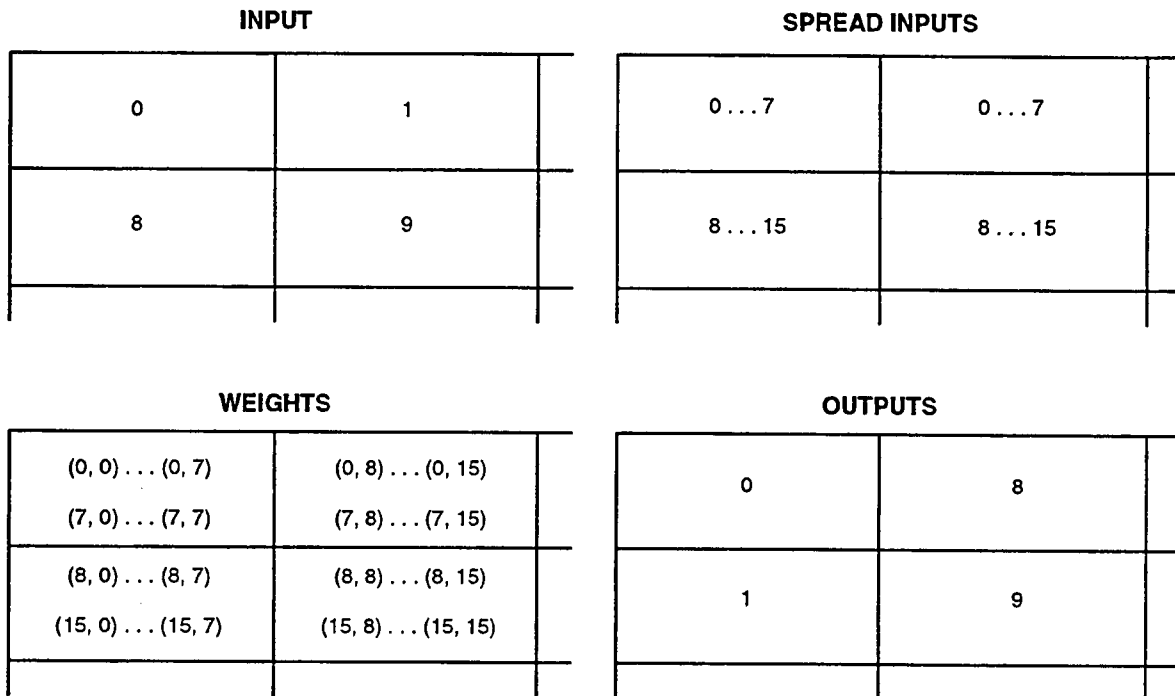 INPUT
0 1
8 9
SPREAD INPUTS
0 . . . 7 0 . . . 7
8 . . . 15 8 . . . 15
WEIGHTS
(0, 0) . . . (0, 7) (0, 8) . . . (0, 15)
(7, 0) . . . (7, 7) (7, 8) . . . (7, 15)
(8, 0) . . . (8, 7) (8, 8) . . . (8, 15)
(15, 0) . . . (15, 7) (15, 8) . . . (15, 15)
OUTPUTS
0 8
1 9